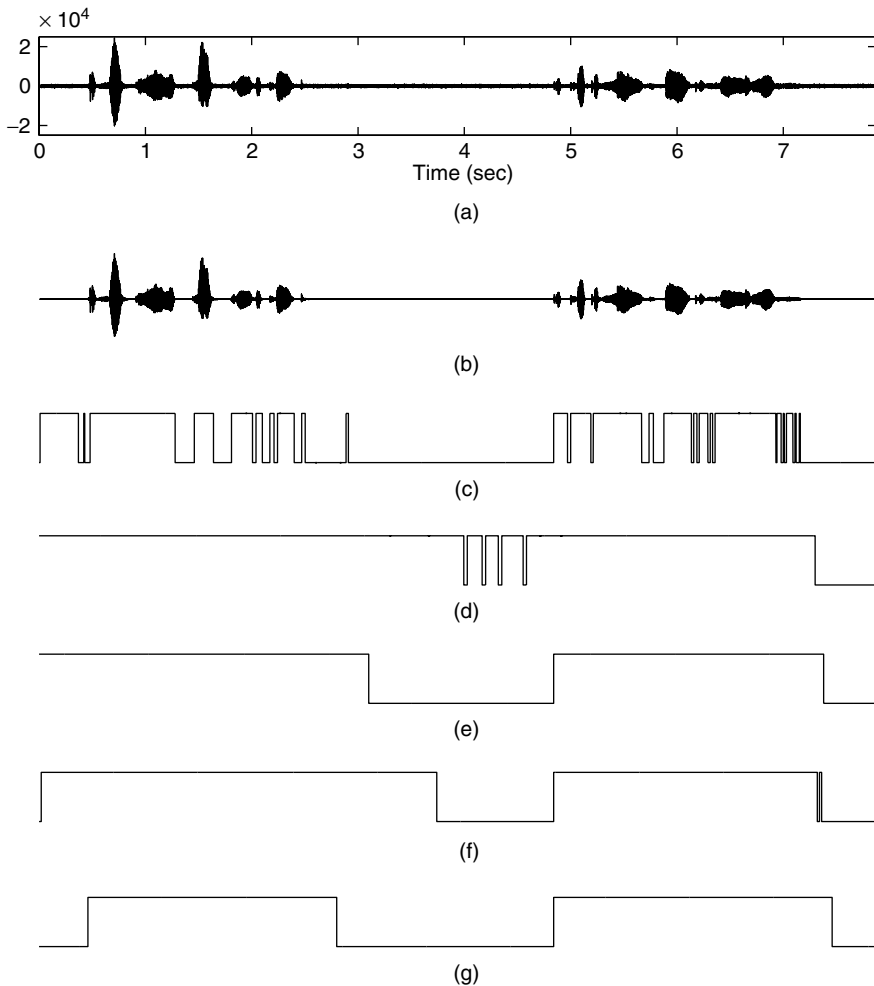 × 10⁴
2
0
−2
0 1 2 3 4 5 6 7
Time (sec)
(a)
(b)
(c)
(d)
(e)
(f)
(g)